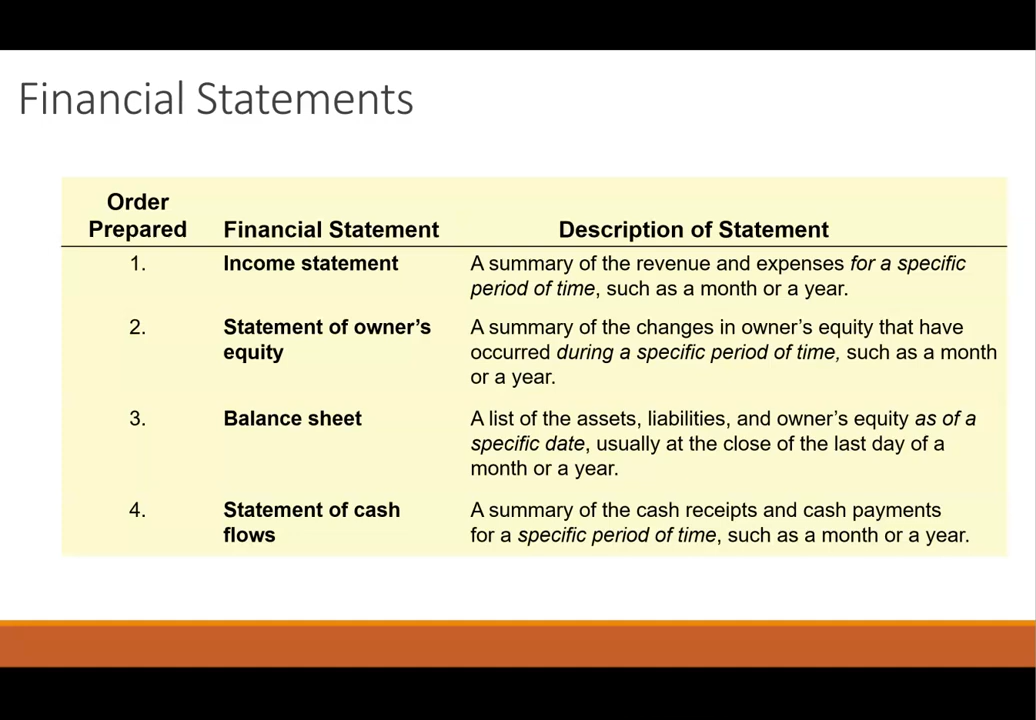 Financial Statements
Order
Prepared Financial Statement Description of Statement
1. Income statement A summary of the revenue and expenses for a specific
period of time, such as a month or a year.
2. Statement of owner’s A summary of the changes in owner’s equity that have
equity occurred during a specific period of time, such as a month
or a year.
3. Balance sheet A list of the assets, liabilities, and owner’s equity as of a
specific date, usually at the close of the last day of a
month or a year.
4. Statement of cash A summary of the cash receipts and cash payments
flows for a specific period of time, such as a month or a year.